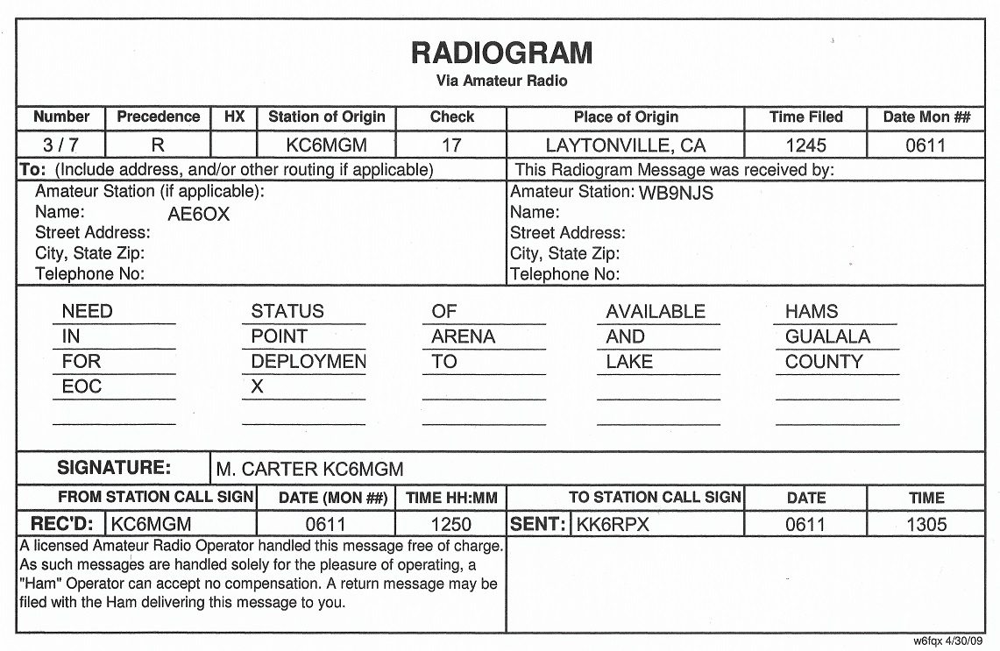 RADIOGRAM
Via Amateur Radio
Number Precedence HX Station of Origin Check Place of Origin Time Filed Date Mon ##
3 / 7 R KC6MGM 17 LAYTONVILLE, CA 1245 0611
To: (Include address, and/or other routing if applicable) This Radiogram Message was received by:
Amateur Station (if applicable): Amateur Station: WB9NJS
Name: AE6OX Name:
Street Address: Street Address:
City, State Zip: City, State Zip:
Telephone No: Telephone No:
NEED STATUS OF AVAILABLE HAMS
IN POINT ARENA AND GUALALA
FOR DEPLOYMEN TO LAKE COUNTY
EOC X
SIGNATURE: M. CARTER KC6MGM
FROM STATION CALL SIGN DATE (MON ##) TIME HH:MM TO STATION CALL SIGN DATE TIME
REC'D: KC6MGM 0611 1250 SENT: KK6RPX 0611 1305
A licensed Amateur Radio Operator handled this message free of charge.
As such messages are handled solely for the pleasure of operating, a
"Ham" Operator can accept no compensation. A return message may be
filed with the Ham delivering this message to you.
w6fqx 4/30/09